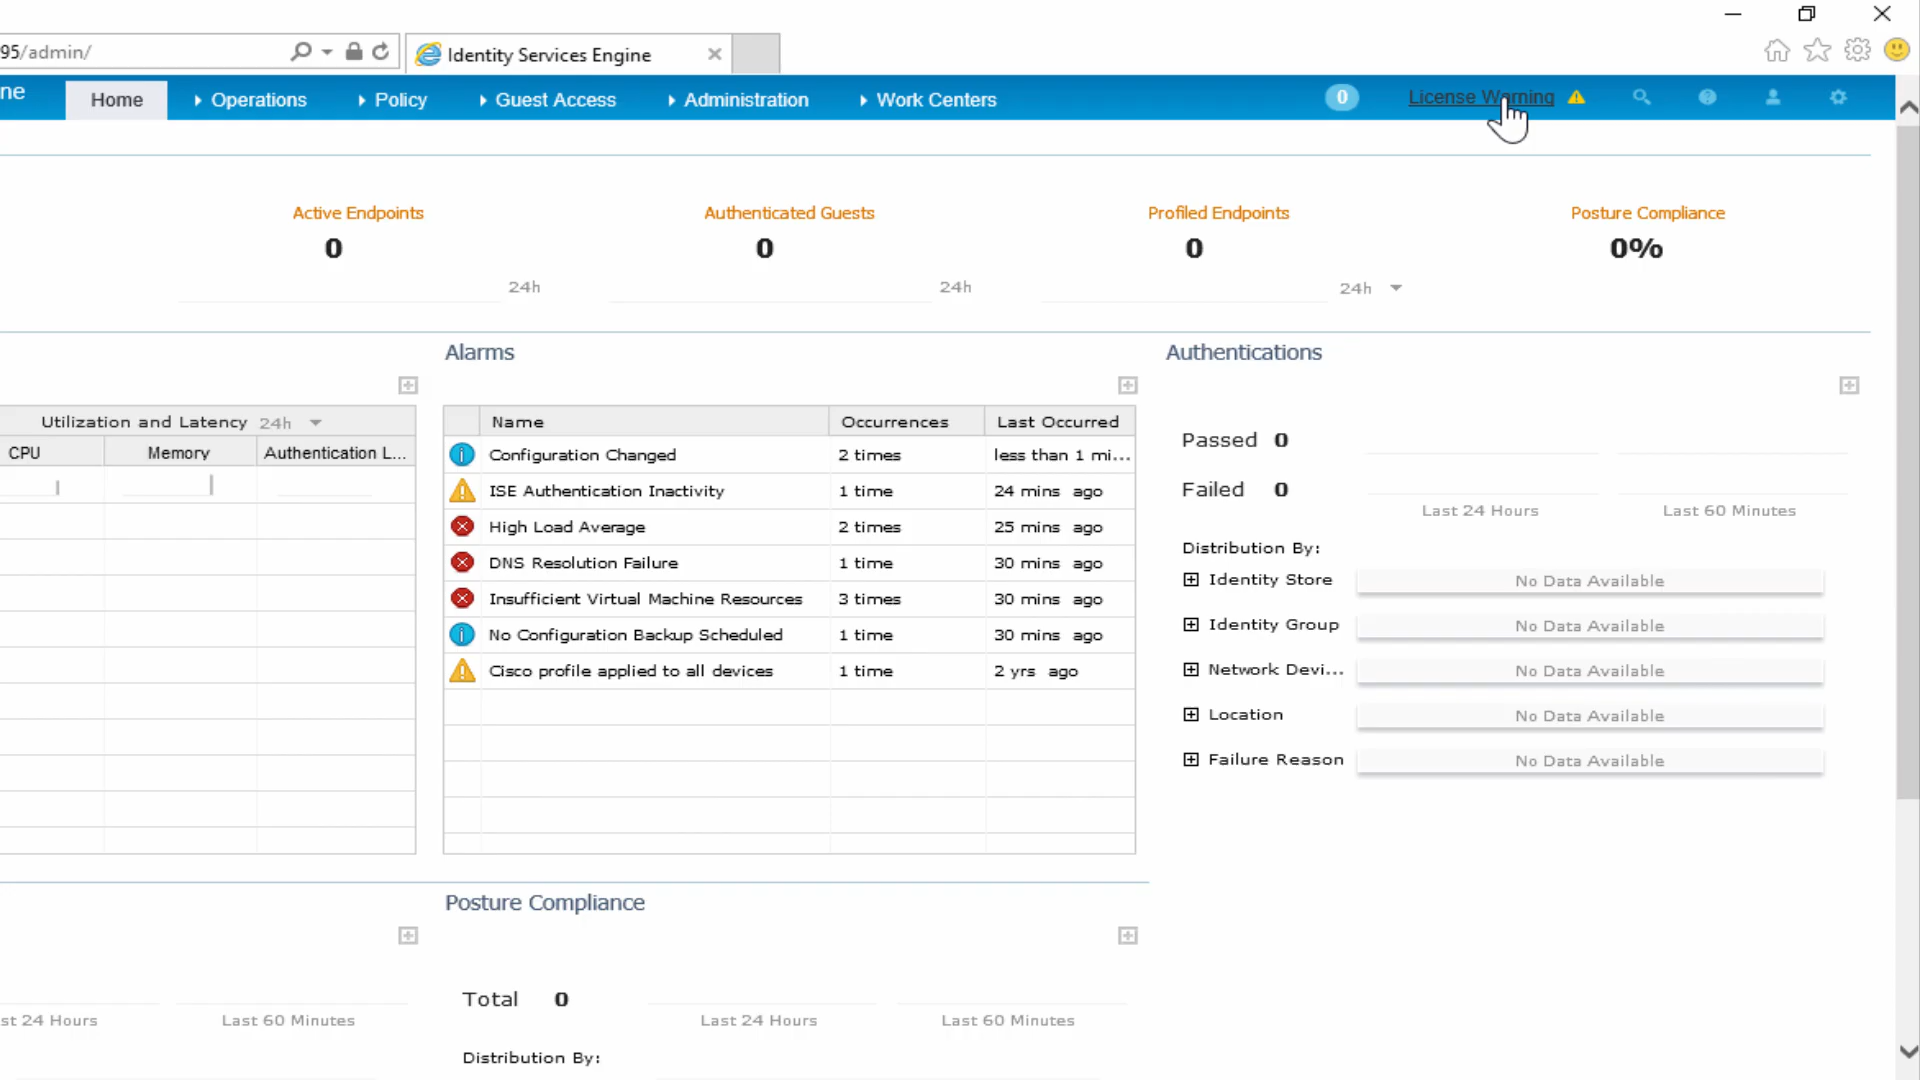 95/admin/
Identity Services Engine
ne
Home
Operations
Policy
Guest Access
Administration
Work Centers
0
License Warning
Active Endpoints
Authenticated Guests
Profiled Endpoints
Posture Compliance
0
0
0
0%
24h
24h
24h
Alarms
Authentications
Utilization and Latency 24h
CPU
Memory
Authentication L...
Name
Occurrences
Last Occurred
Configuration Changed
2 times
less than 1 mi...
ISE Authentication Inactivity
1 time
24 mins ago
High Load Average
2 times
25 mins ago
DNS Resolution Failure
1 time
30 mins ago
Insufficient Virtual Machine Resources
3 times
30 mins ago
No Configuration Backup Scheduled
1 time
30 mins ago
Cisco profile applied to all devices
1 time
2 yrs ago
Passed 0
Failed 0
Last 24 Hours
Last 60 Minutes
Distribution By:
Identity Store
No Data Available
Identity Group
No Data Available
Network Devi...
No Data Available
Location
No Data Available
Failure Reason
No Data Available
Posture Compliance
st 24 Hours
Last 60 Minutes
Total 0
Last 24 Hours
Last 60 Minutes
Distribution By: